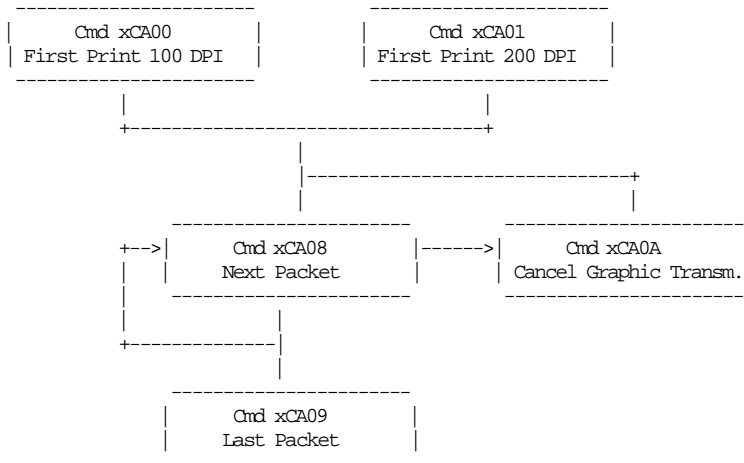 Cmd xCA00
First Print 100 DPI
Cmd xCA01
First Print 200 DPI
Cmd xCA08
Next Packet
Cmd xCA0A
Cancel Graphic Transm.
Cmd xCA09
Last Packet